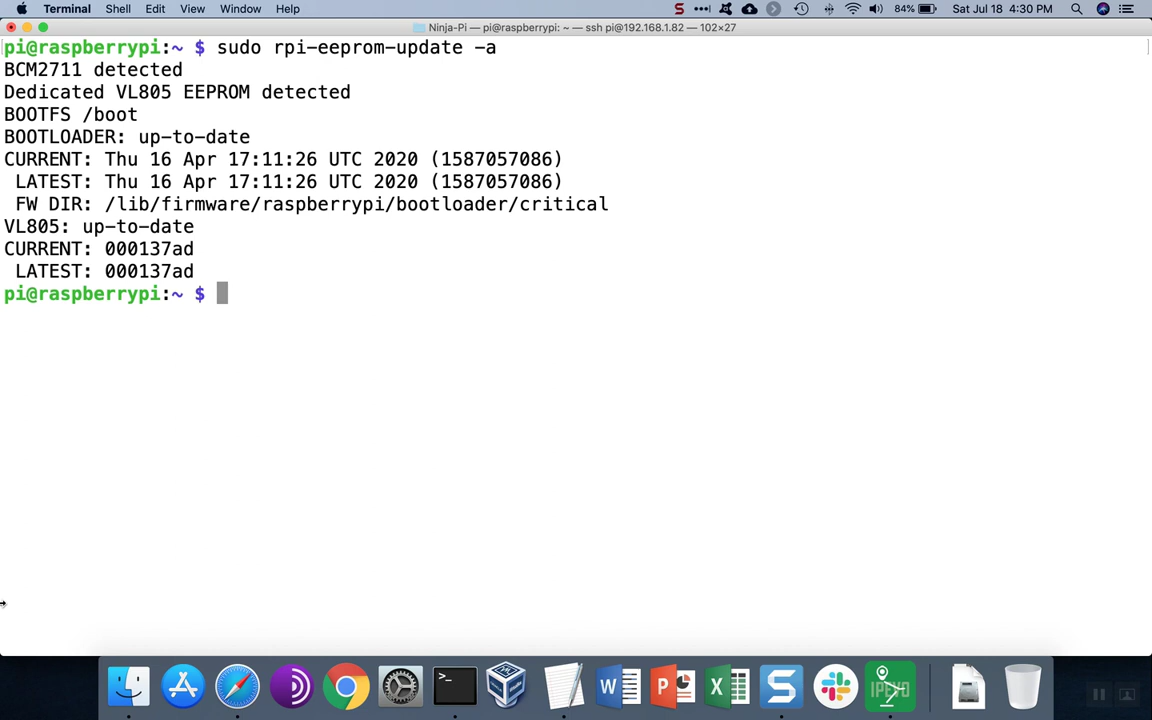 Terminal Shell Edit View Window Help 84% Sat Jul 18 4:30 PM
Ninja-Pi — pi@raspberrypi: ~ — ssh pi@192.168.1.82 — 102×27
pi@raspberrypi:~ $ sudo rpi-eeprom-update -a
BCM2711 detected
Dedicated VL805 EEPROM detected
BOOTFS /boot
BOOTLOADER: up-to-date
CURRENT: Thu 16 Apr 17:11:26 UTC 2020 (1587057086)
LATEST: Thu 16 Apr 17:11:26 UTC 2020 (1587057086)
FW DIR: /lib/firmware/raspberrypi/bootloader/critical
VL805: up-to-date
CURRENT: 000137ad
LATEST: 000137ad
pi@raspberrypi:~ $
IPEVO